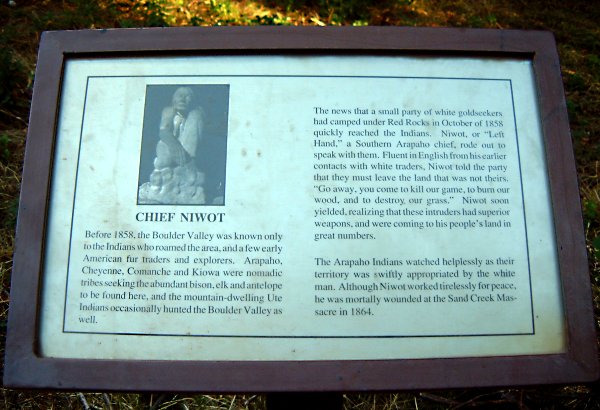 CHIEF NIWOT
Before 1858, the Boulder Valley was known only
to the Indians who roamed the area, and a few early
American fur traders and explorers. Arapaho,
Cheyenne, Comanche and Kiowa were nomadic
tribes seeking the abundant bison, elk and antelope
to be found here, and the mountain-dwelling Ute
Indians occasionally hunted the Boulder Valley as
well.
The news that a small party of white goldseekers
had camped under Red Rocks in October of 1858
quickly reached the Indians. Niwot, or “Left
Hand,” a Southern Arapaho chief, rode out to
speak with them. Fluent in English from his earlier
contacts with white traders, Niwot told the party
that they must leave the land that was not theirs.
“Go away, you come to kill our game, to burn our
wood, and to destroy our grass.” Niwot soon
yielded, realizing that these intruders had superior
weapons, and were coming to his people's land in
great numbers.
The Arapaho Indians watched helplessly as their
territory was swiftly appropriated by the white
man. Although Niwot worked tirelessly for peace,
he was mortally wounded at the Sand Creek Mas-
sacre in 1864.